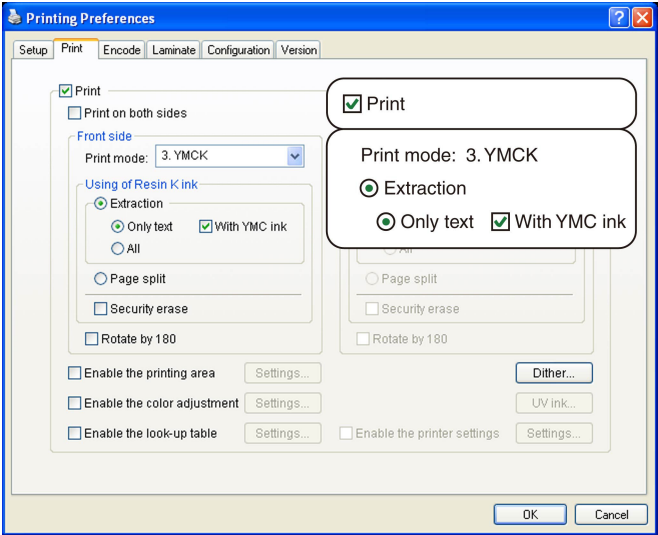 Printing Preferences
Setup Print Encode Laminate Configuration Version
Print
Print on both sides
Front side
Print mode: 3. YMCK
Using of Resin K ink
Extraction
Only text With YMC ink
All
Page split
Security erase
Rotate by 180
Print
Print mode: 3. YMCK
Extraction
Only text With YMC ink
All
Page split
Security erase
Rotate by 180
Enable the printing area Settings... Dither...
Enable the color adjustment Settings... UV ink...
Enable the look-up table Settings... Enable the printer settings Settings...
OK Cancel